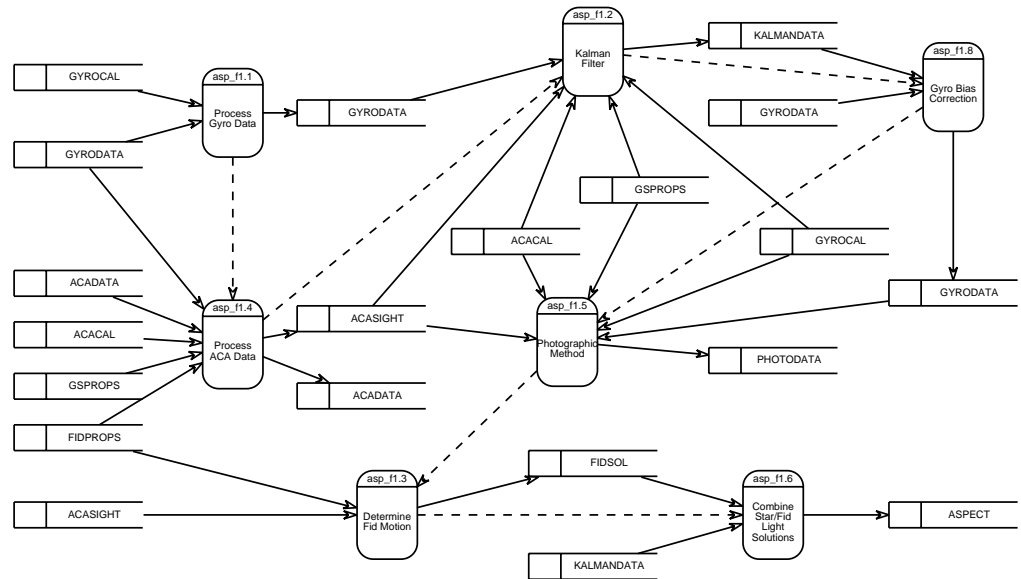 asp_f1.2
Kalman
Filter
KALMANDATA
asp_f1.8
Gyro Bias
Correction
GYROCAL
asp_f1.1
Process
Gyro Data
GYRODATA
GYRODATA
GYRODATA
GSPROPS
ACACAL
GYROCAL
ACADATA
asp_f1.4
Process
ACA Data
ACASIGHT
asp_f1.5
Photographic
Method
GYRODATA
ACACAL
PHOTODATA
GSPROPS
ACADATA
FIDPROPS
asp_f1.3
Determine
Fid Motion
FIDSOL
asp_f1.6
Combine
Star/Fid
Light
Solutions
ACASIGHT
ASPECT
KALMANDATA